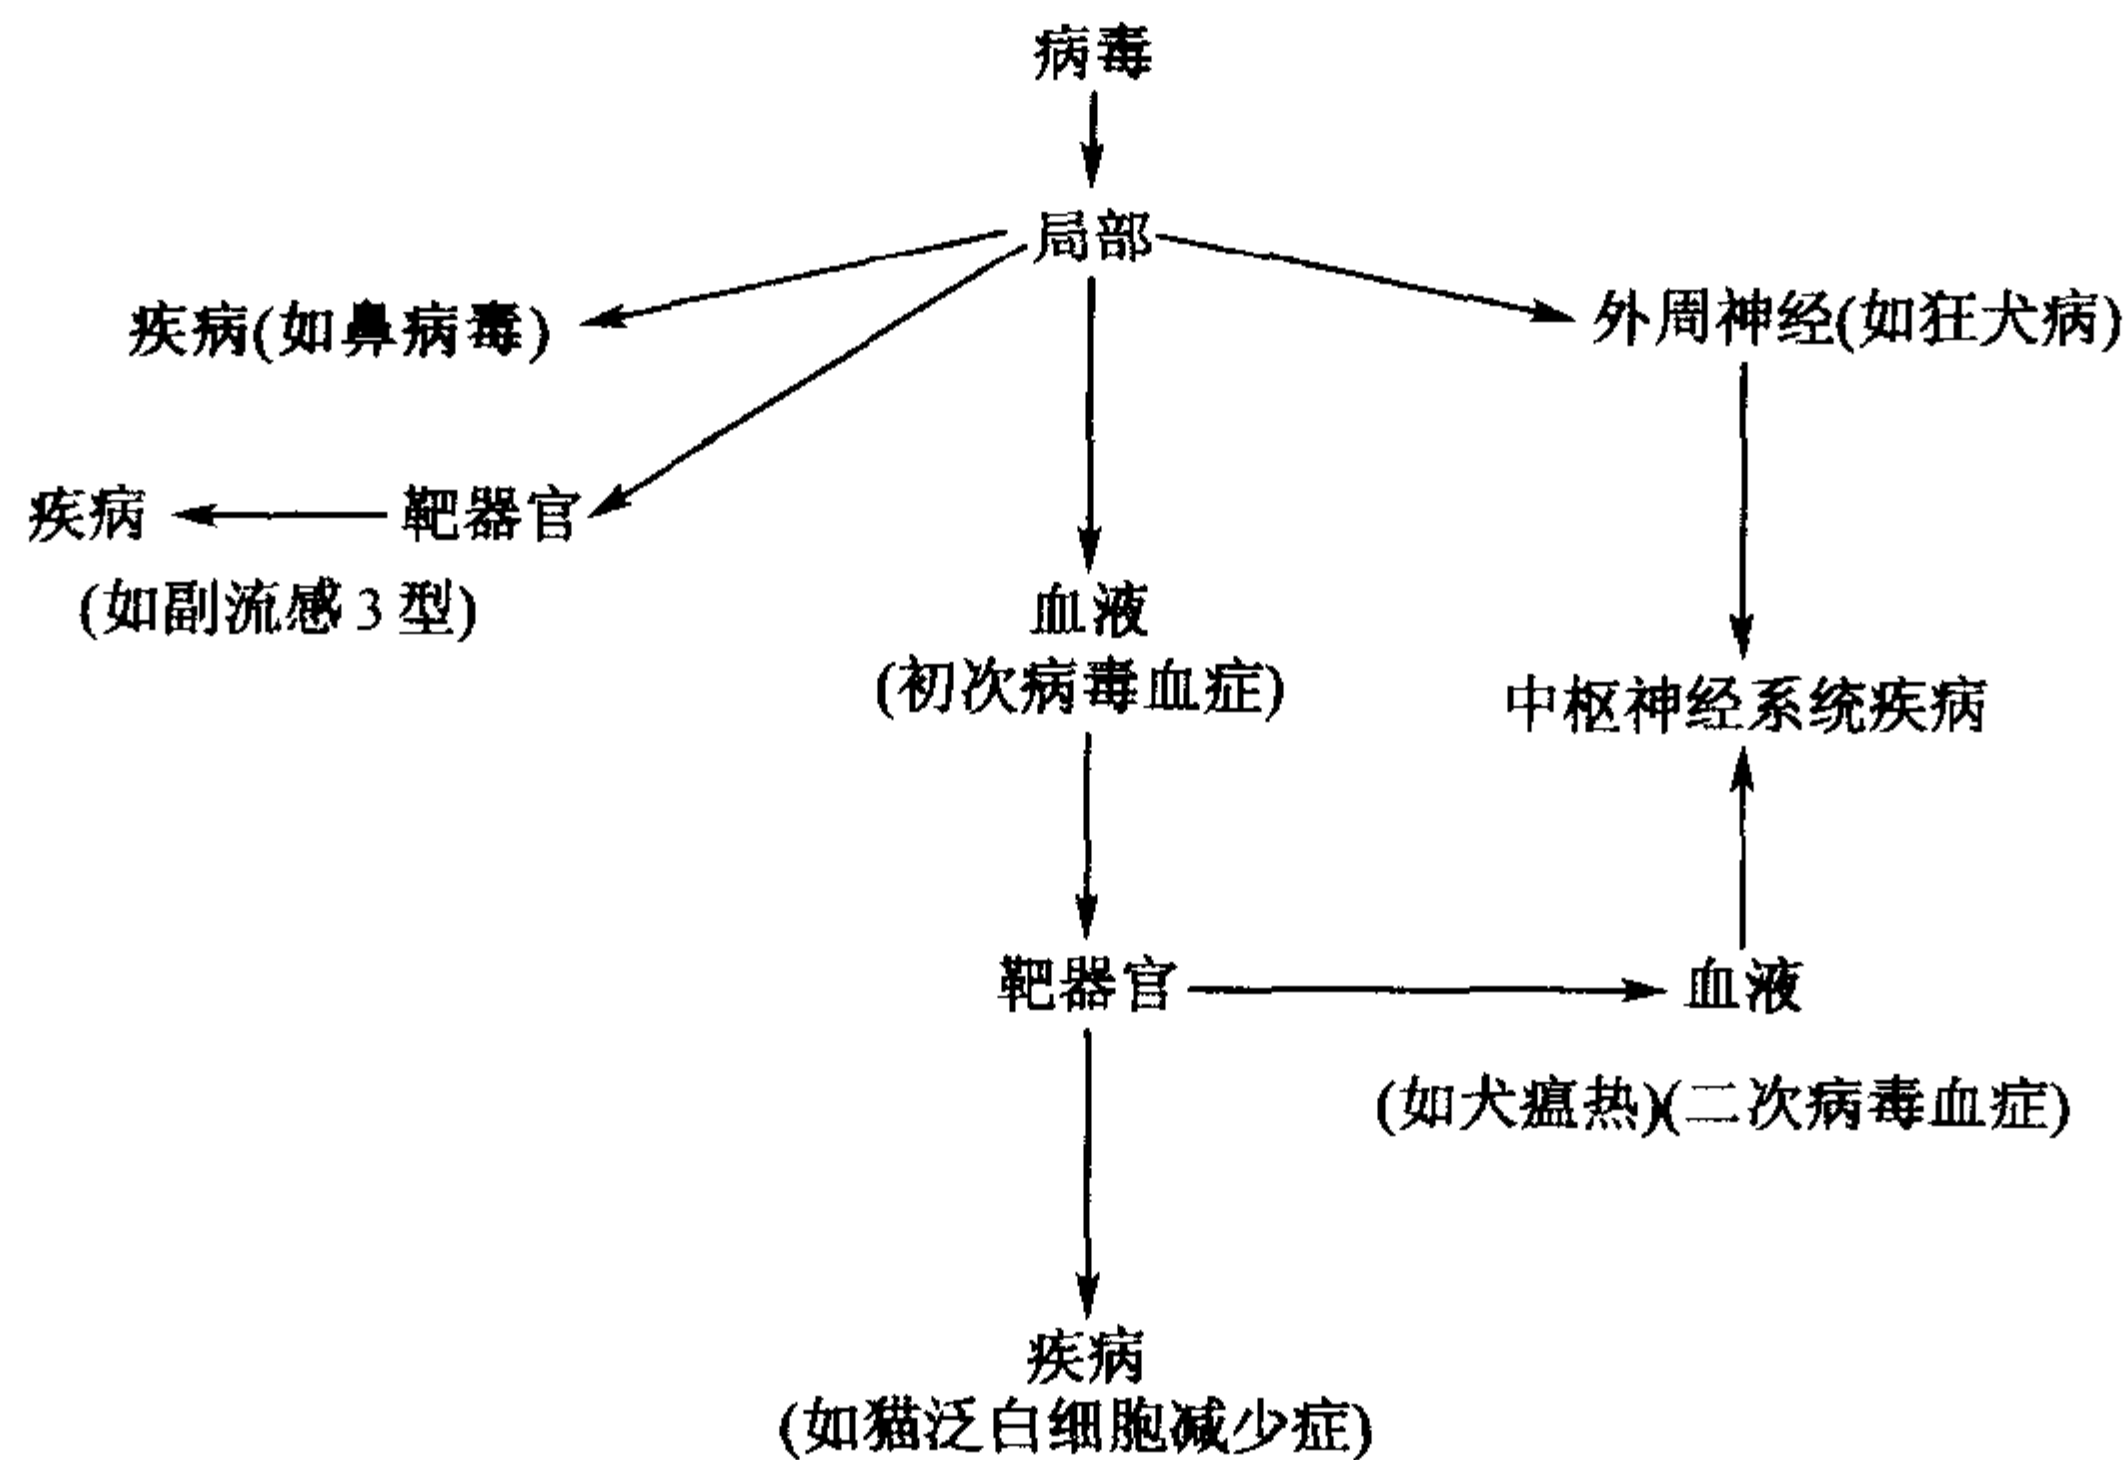 病毒
局部
疾病(如鼻病毒)
外周神经(如狂犬病)
疾病
靶器官
(如副流感3型)
血液
(初次病毒血症)
中枢神经系统疾病
靶器官
血液
(如犬瘟热)(二次病毒血症)
疾病
(如猫泛白细胞减少症)